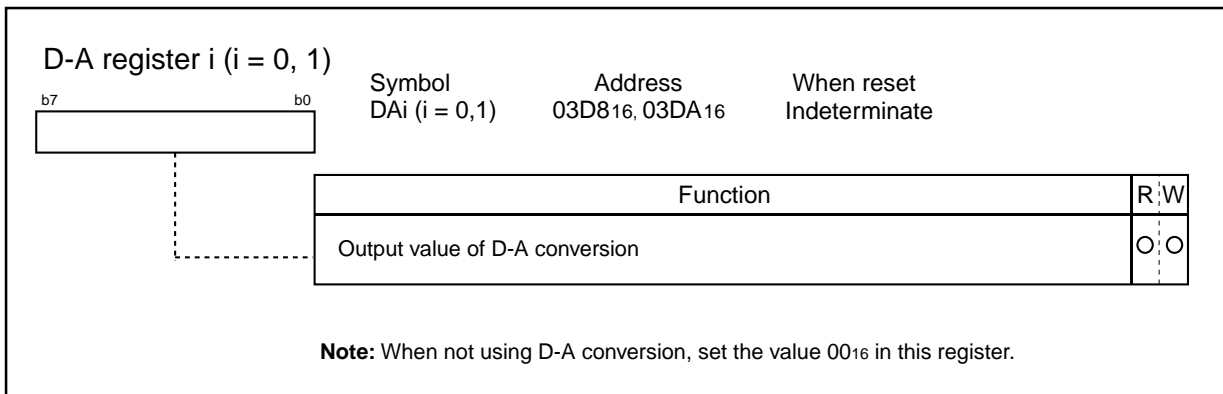 D-A register i (i = 0, 1)
b7 b0
Symbol Address When reset
DAi (i = 0,1) 03D816, 03DA16 Indeterminate
Function R W
Output value of D-A conversion O O
Note: When not using D-A conversion, set the value 0016 in this register.